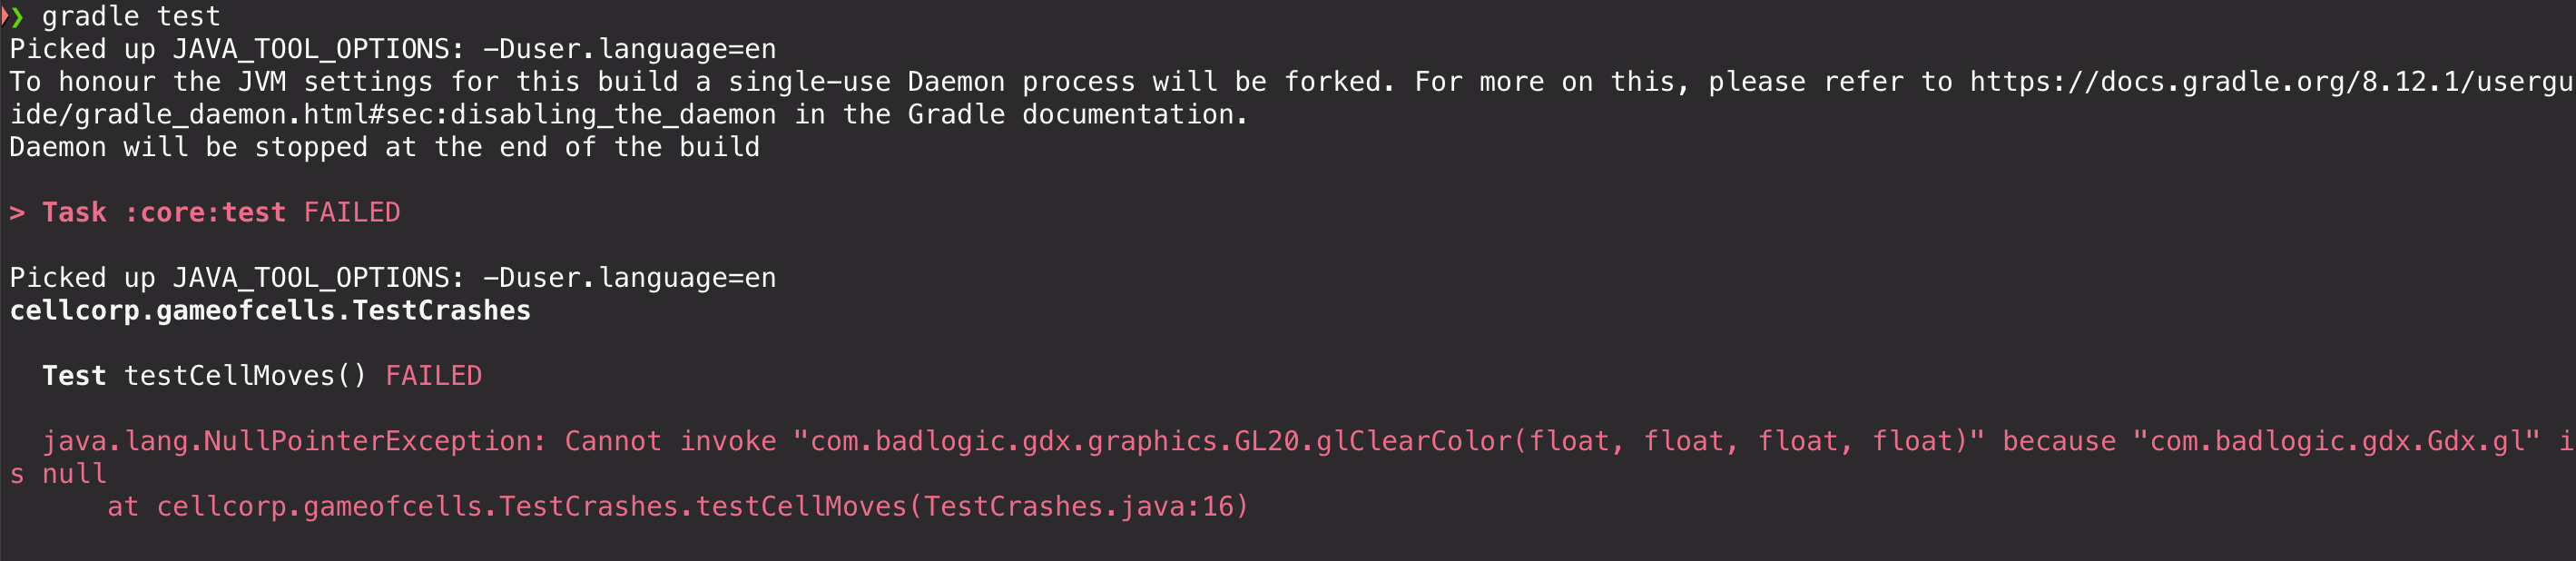 ❯ gradle test
Picked up JAVA_TOOL_OPTIONS: -Duser.language=en
To honour the JVM settings for this build a single-use Daemon process will be forked. For more on this, please refer to https://docs.gradle.org/8.12.1/usergu
ide/gradle_daemon.html#sec:disabling_the_daemon in the Gradle documentation.
Daemon will be stopped at the end of the build
> Task :core:test FAILED
Picked up JAVA_TOOL_OPTIONS: -Duser.language=en
cellcorp.gameofcells.TestCrashes
Test testCellMoves() FAILED
java.lang.NullPointerException: Cannot invoke "com.badlogic.gdx.graphics.GL20.glClearColor(float, float, float, float)" because "com.badlogic.gdx.Gdx.gl" i
s null
at cellcorp.gameofcells.TestCrashes.testCellMoves(TestCrashes.java:16)